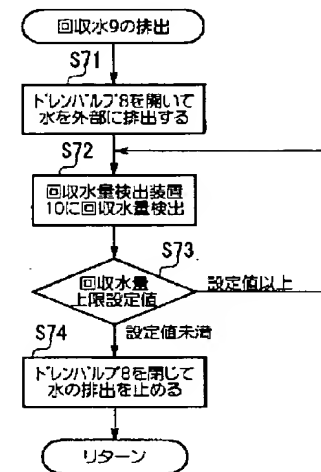 回収水9の排出
S71
ドレンバルブ8を開いて
水を外部に排出する
S72
回収水量検出装置
10に回収水量検出
S73
回収水量
上限設定値
設定値以上
設定値未満
S74
ドレンバルブ8を閉じて
水の排出を止める
リターン